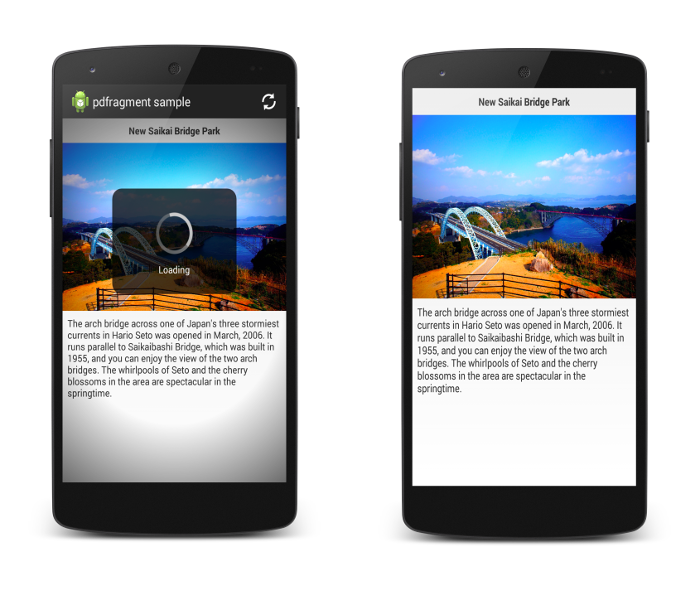 pdfragment sample
New Saikai Bridge Park
Loading
The arch bridge across one of Japan's three stormiest
currents in Hario Seto was opened in March, 2006. It
runs parallel to Saikaibashi Bridge, which was built in
1955, and you can enjoy the view of the two arch
bridges. The whirlpools of Seto and the cherry
blossoms in the area are spectacular in the
springtime.
New Saikai Bridge Park
The arch bridge across one of Japan's three stormiest
currents in Hario Seto was opened in March, 2006. It
runs parallel to Saikaibashi Bridge, which was built in
1955, and you can enjoy the view of the two arch
bridges. The whirlpools of Seto and the cherry
blossoms in the area are spectacular in the
springtime.